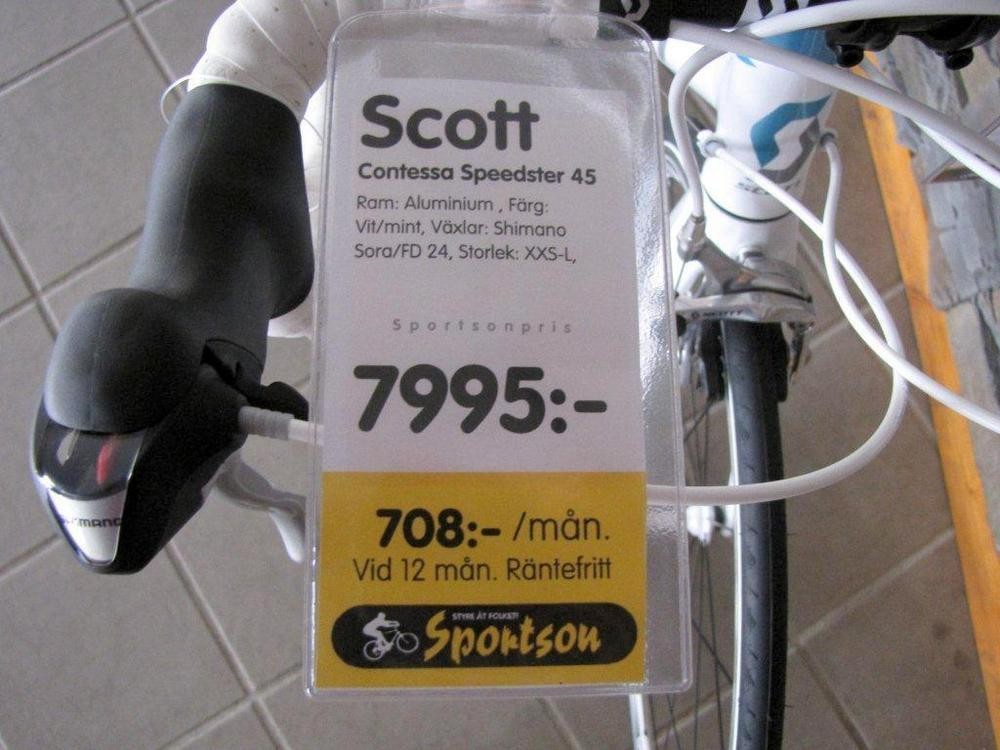 Scott
Contessa Speedster 45
Ram: Aluminium , Färg:
Vit/mint, Växlar: Shimano
Sora/FD 24, Storlek: XXS-L,
Sportsonpris
7995:-
708:- /mån.
Vid 12 mån. Räntefritt
STYRE ÅT FOLKET!
Sportson